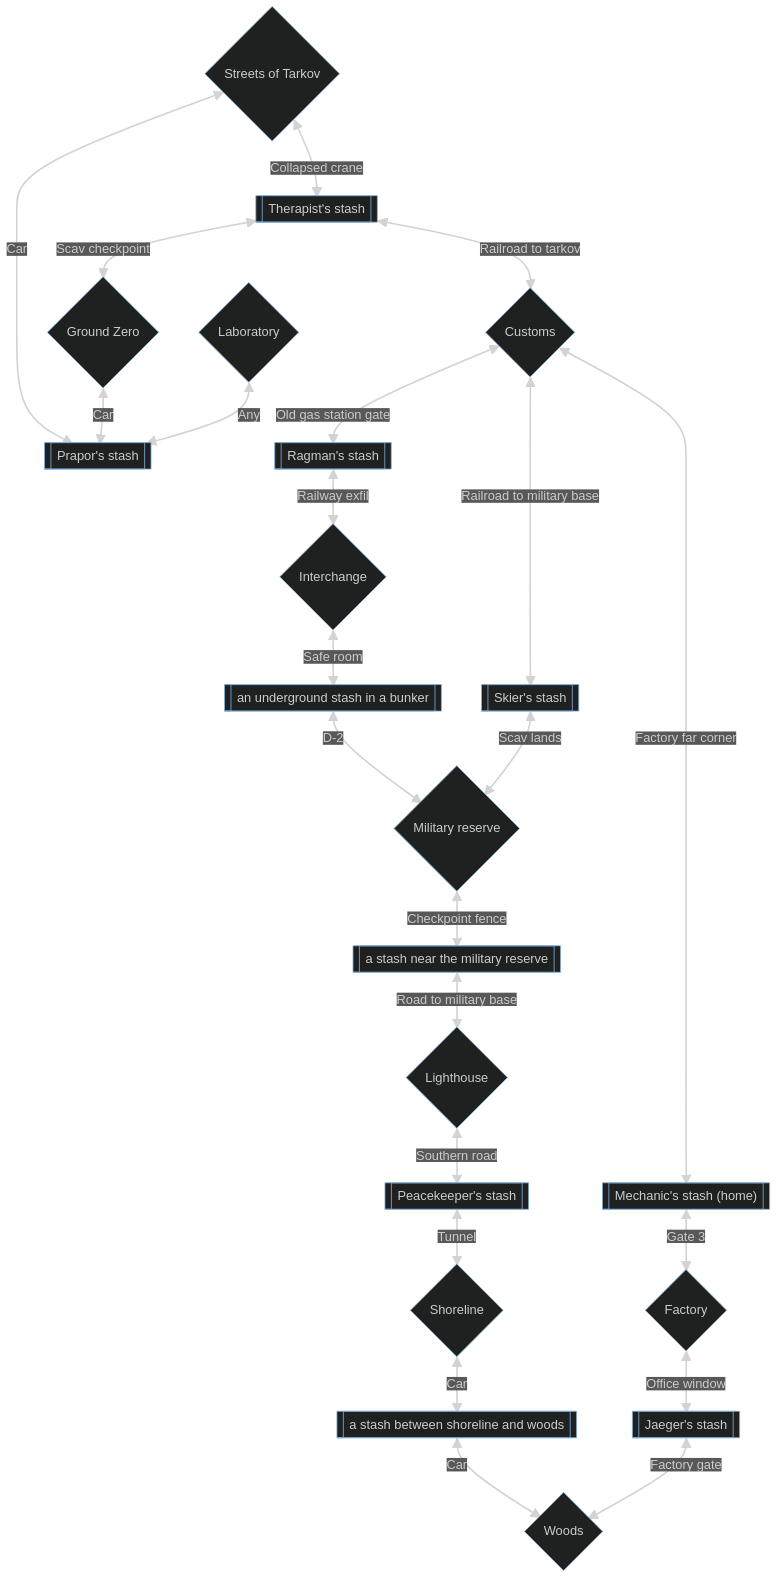 Streets of Tarkov
Collapsed crane
Therapist's stash
Car
Scav checkpoint
Railroad to tarkov
Ground Zero
Laboratory
Customs
Car
Any
Old gas station gate
Prapor's stash
Ragman's stash
Railway exfil
Railroad to military base
Interchange
Safe room
an underground stash in a bunker
Skier's stash
D-2
Scav lands
Factory far corner
Military reserve
Checkpoint fence
a stash near the military reserve
Road to military base
Lighthouse
Southern road
Peacekeeper's stash
Mechanic's stash (home)
Tunnel
Gate 3
Shoreline
Factory
Car
Office window
a stash between shoreline and woods
Jaeger's stash
Car
Factory gate
Woods